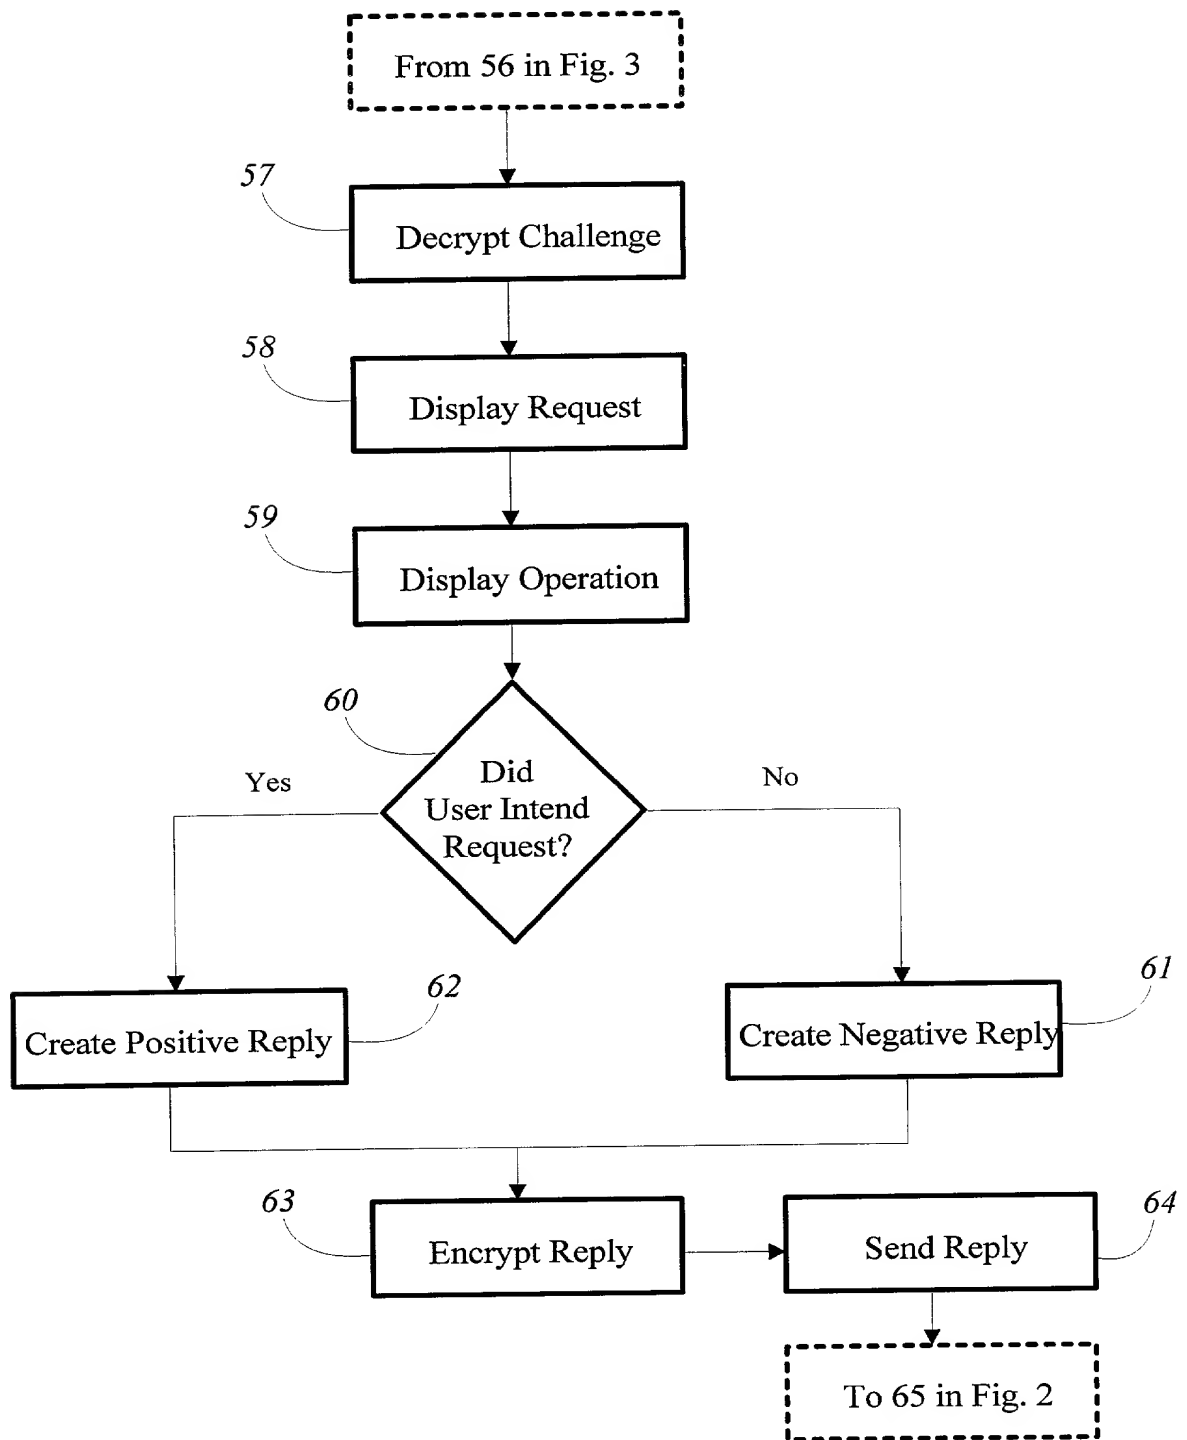 From 56 in Fig. 3
57
Decrypt Challenge
58
Display Request
59
Display Operation
60
Did
User Intend
Request?
Yes
No
62
Create Positive Reply
61
Create Negative Reply
63
Encrypt Reply
64
Send Reply
To 65 in Fig. 2